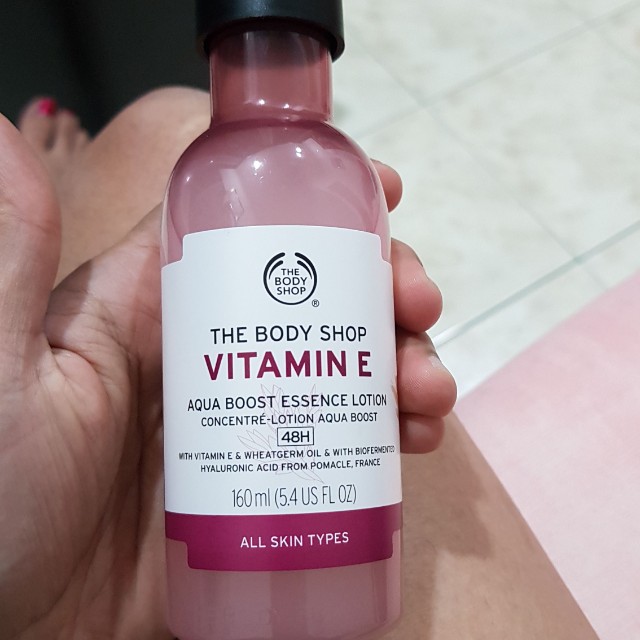 THE
BODY
SHOP
®
THE BODY SHOP
VITAMIN E
AQUA BOOST ESSENCE LOTION
CONCENTRÉ-LOTION AQUA BOOST
48H
WITH VITAMIN E & WHEATGERM OIL & WITH BIOFERMENTED
HYALURONIC ACID FROM POMACLE, FRANCE
160 ml (5.4 US FL OZ)
ALL SKIN TYPES